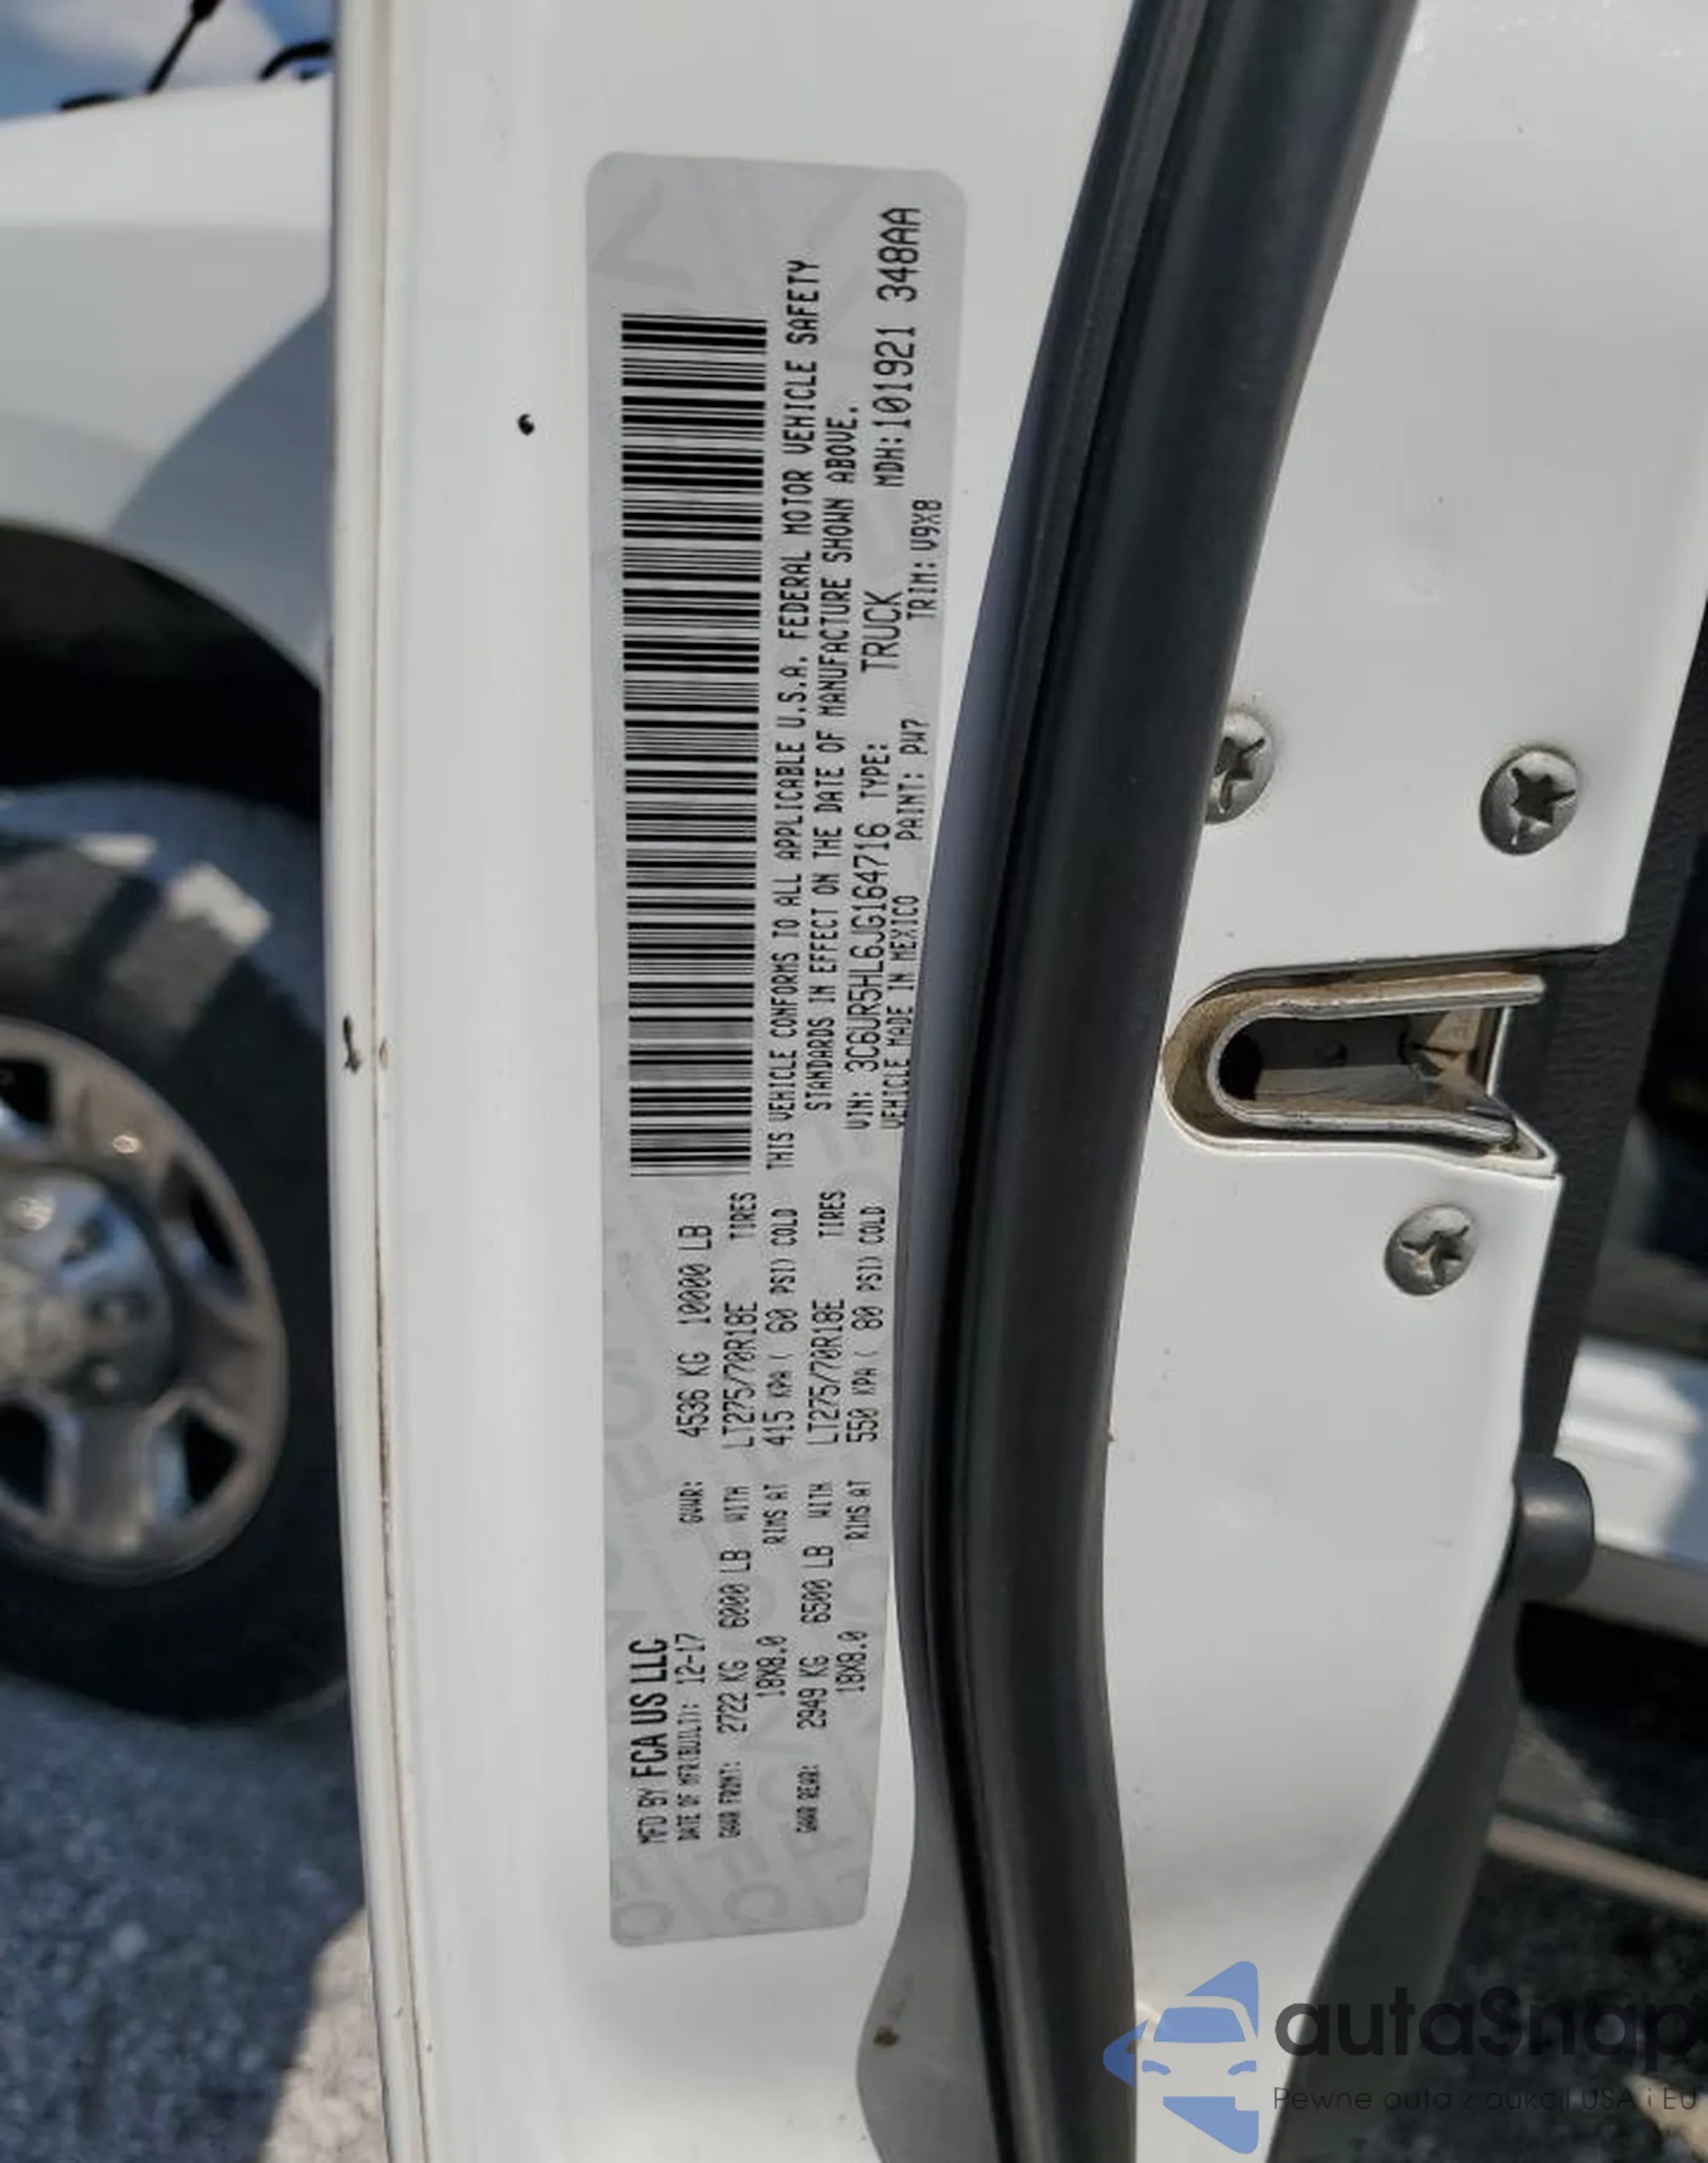 MFD BY FCA US LLC
DATE OF MFR(BUILT): 12-17 GVWR: 4536 KG 10000 LB
GAWR FRONT: 2722 KG 6000 LB WITH LT275/70R18E TIRES
18X8.0 RIMS AT 415 KPA ( 60 PSI) COLD
GAWR REAR: 2949 KG 6500 LB WITH LT275/70R18E TIRES
18X8.0 RIMS AT 550 KPA ( 80 PSI) COLD
THIS VEHICLE CONFORMS TO ALL APPLICABLE U.S.A. FEDERAL MOTOR VEHICLE SAFETY
STANDARDS IN EFFECT ON THE DATE OF MANUFACTURE SHOWN ABOVE.
VIN: 3C6UR5HL6JG164716 TYPE: TRUCK MDH:101921 348AA
VEHICLE MADE IN MEXICO PAINT: PW7 TRIM: V9X8
autaSnap
Pewne auta z aukcji USA i EU